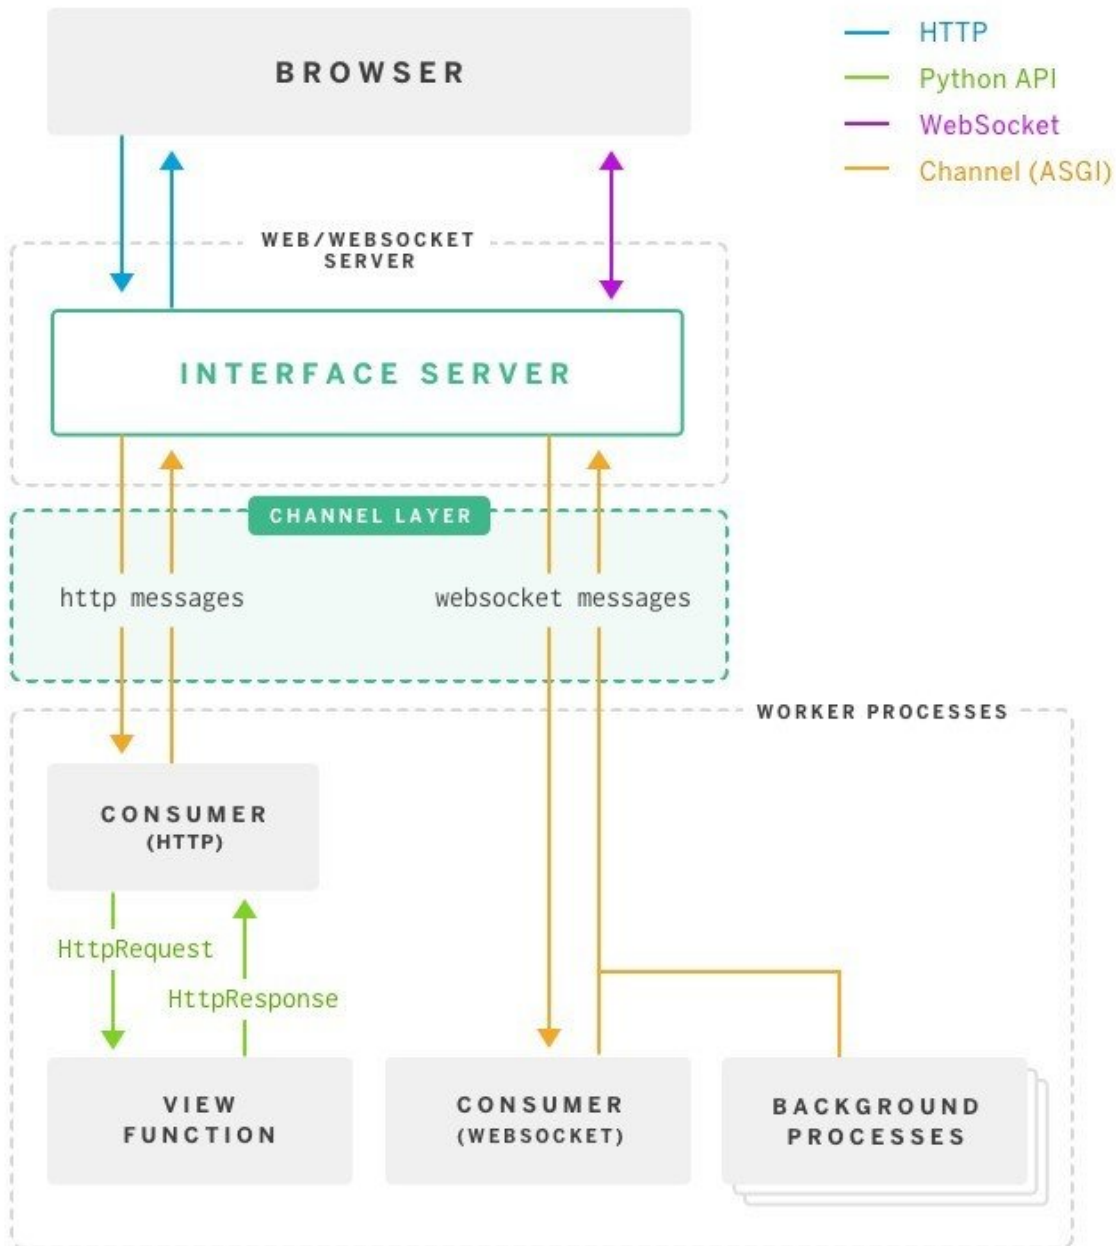 BROWSER
HTTP
Python API
WebSocket
Channel (ASGI)
WEB/WEBSOCKET
SERVER
INTERFACE SERVER
CHANNEL LAYER
http messages
websocket messages
WORKER PROCESSES
CONSUMER
(HTTP)
HttpRequest
HttpResponse
VIEW
FUNCTION
CONSUMER
(WEBSOCKET)
BACKGROUND
PROCESSES